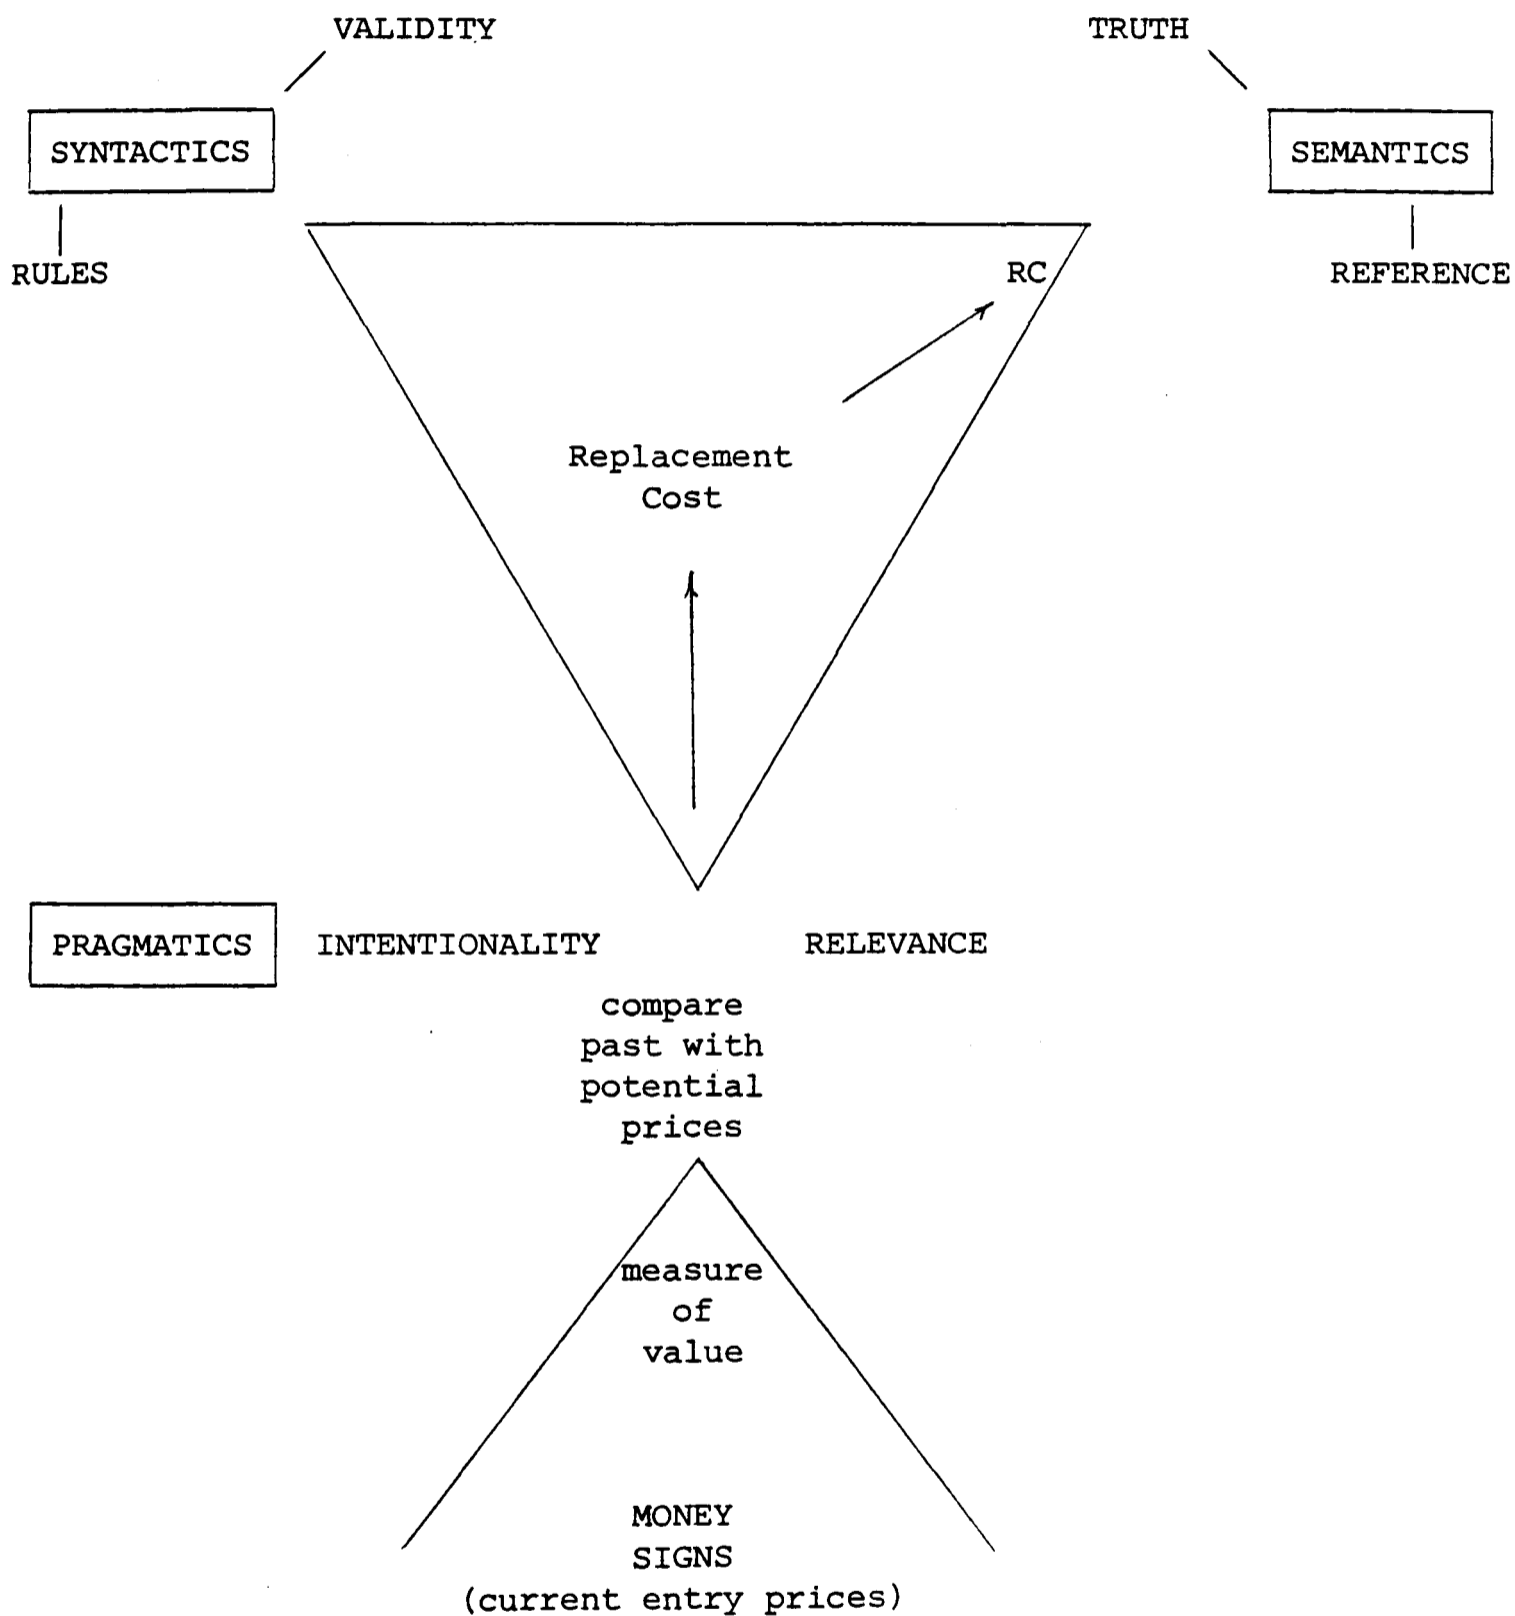 VALIDITY
TRUTH
SYNTACTICS
SEMANTICS
RULES
REFERENCE
RC
Replacement
Cost
PRAGMATICS
INTENTIONALITY
RELEVANCE
compare
past with
potential
prices
measure
of
value
MONEY
SIGNS
(current entry prices)